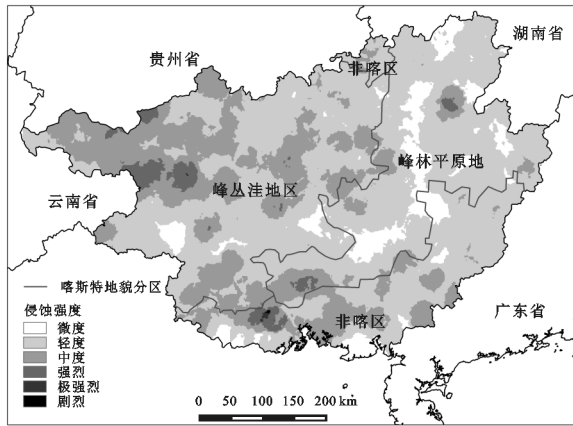 湖南省
贵州省
非喀区
峰林平原地
峰丛洼地区
云南省
喀斯特地貌分区
侵蚀强度
微度
轻度
中度
强烈
极强烈
剧烈
非喀区
广东省
0 50 100 150 200 km